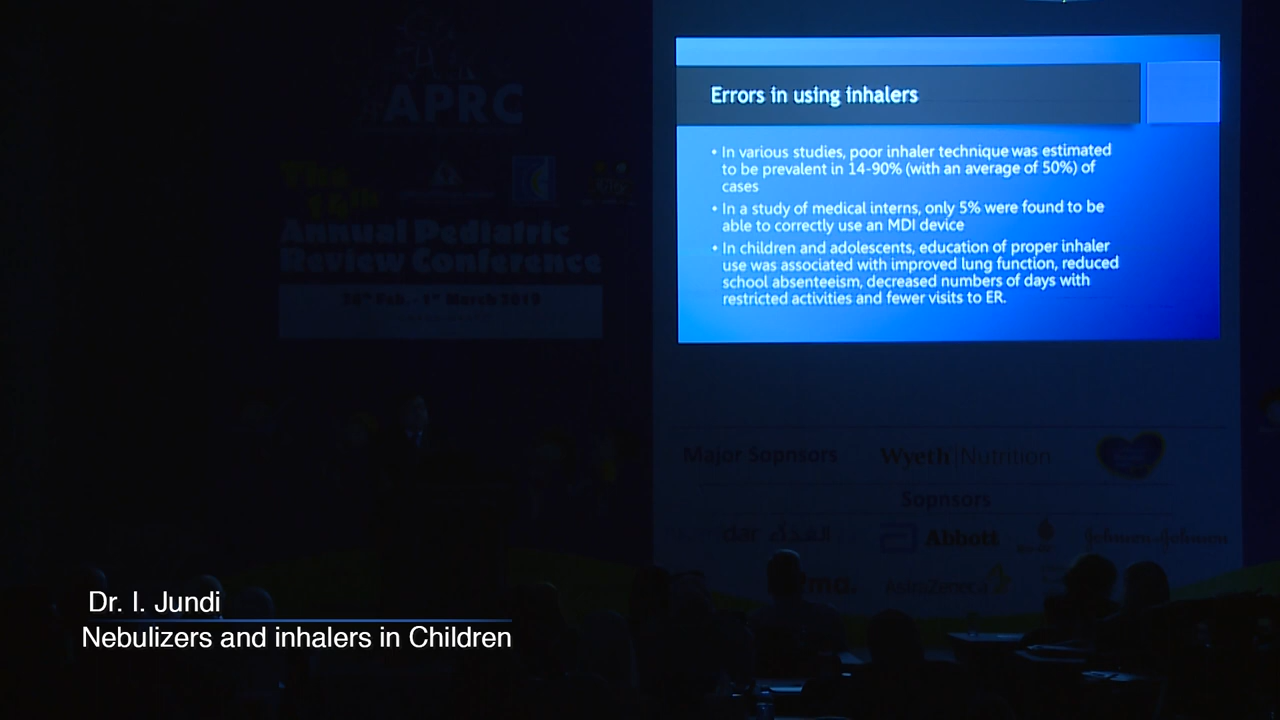 APRC
The
Annual Pediatric
Review Conference
Errors in using inhalers
• In various studies, poor inhaler technique was estimated
to be prevalent in 14-90% (with an average of 50%) of
cases
• In a study of medical interns, only 5% were found to be
able to correctly use an MDI device
• In children and adolescents, education of proper inhaler
use was associated with improved lung function, reduced
school absenteeism, decreased numbers of days with
restricted activities and fewer visits to ER.
Major Sopnsors
Wyeth Nutrition
Sopnsors
Abbott
Johnson & Johnson
AstraZeneca
Dr. I. Jundi
Nebulizers and inhalers in Children